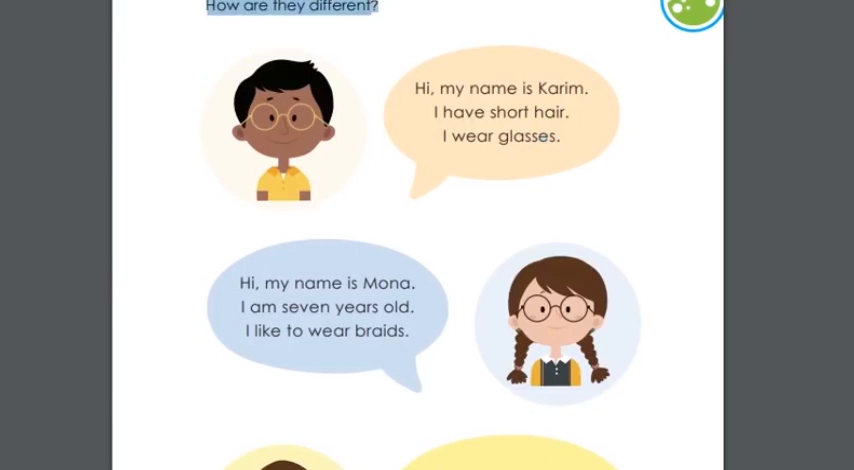 How are they different?
Hi, my name is Karim.
I have short hair.
I wear glasses.
Hi, my name is Mona.
I am seven years old.
I like to wear braids.